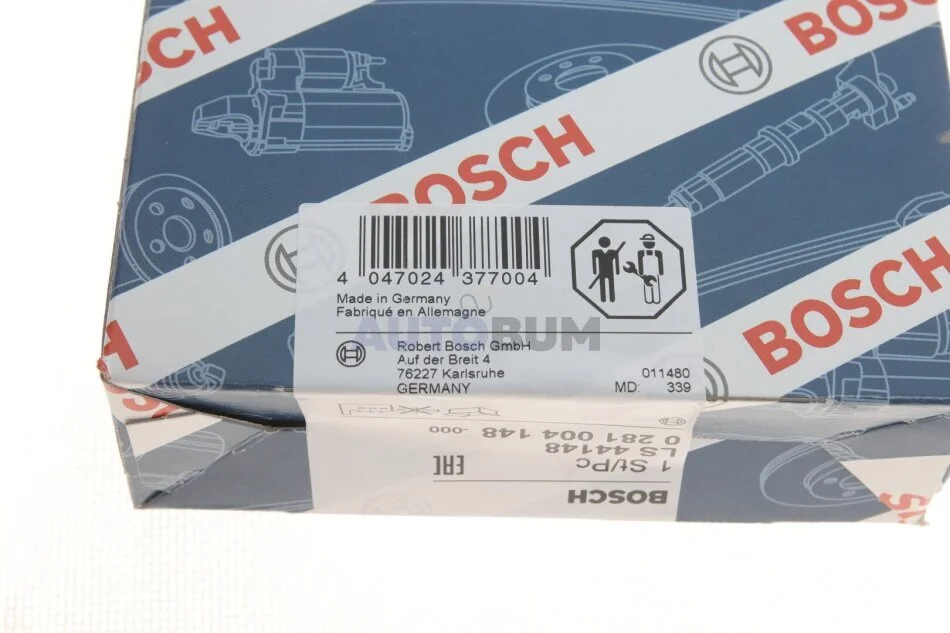 BOSCH
BOSCH
BOSCH
BOSCH
4 047024 377004
Made in Germany
Fabriqué en Allemagne
AUTOBUM
Robert Bosch GmbH
Auf der Breit 4
76227 Karlsruhe
GERMANY
011480
MD: 339
0 281 004 148 -000
LS 44148
1 St/Pc
EAC
BOSCH